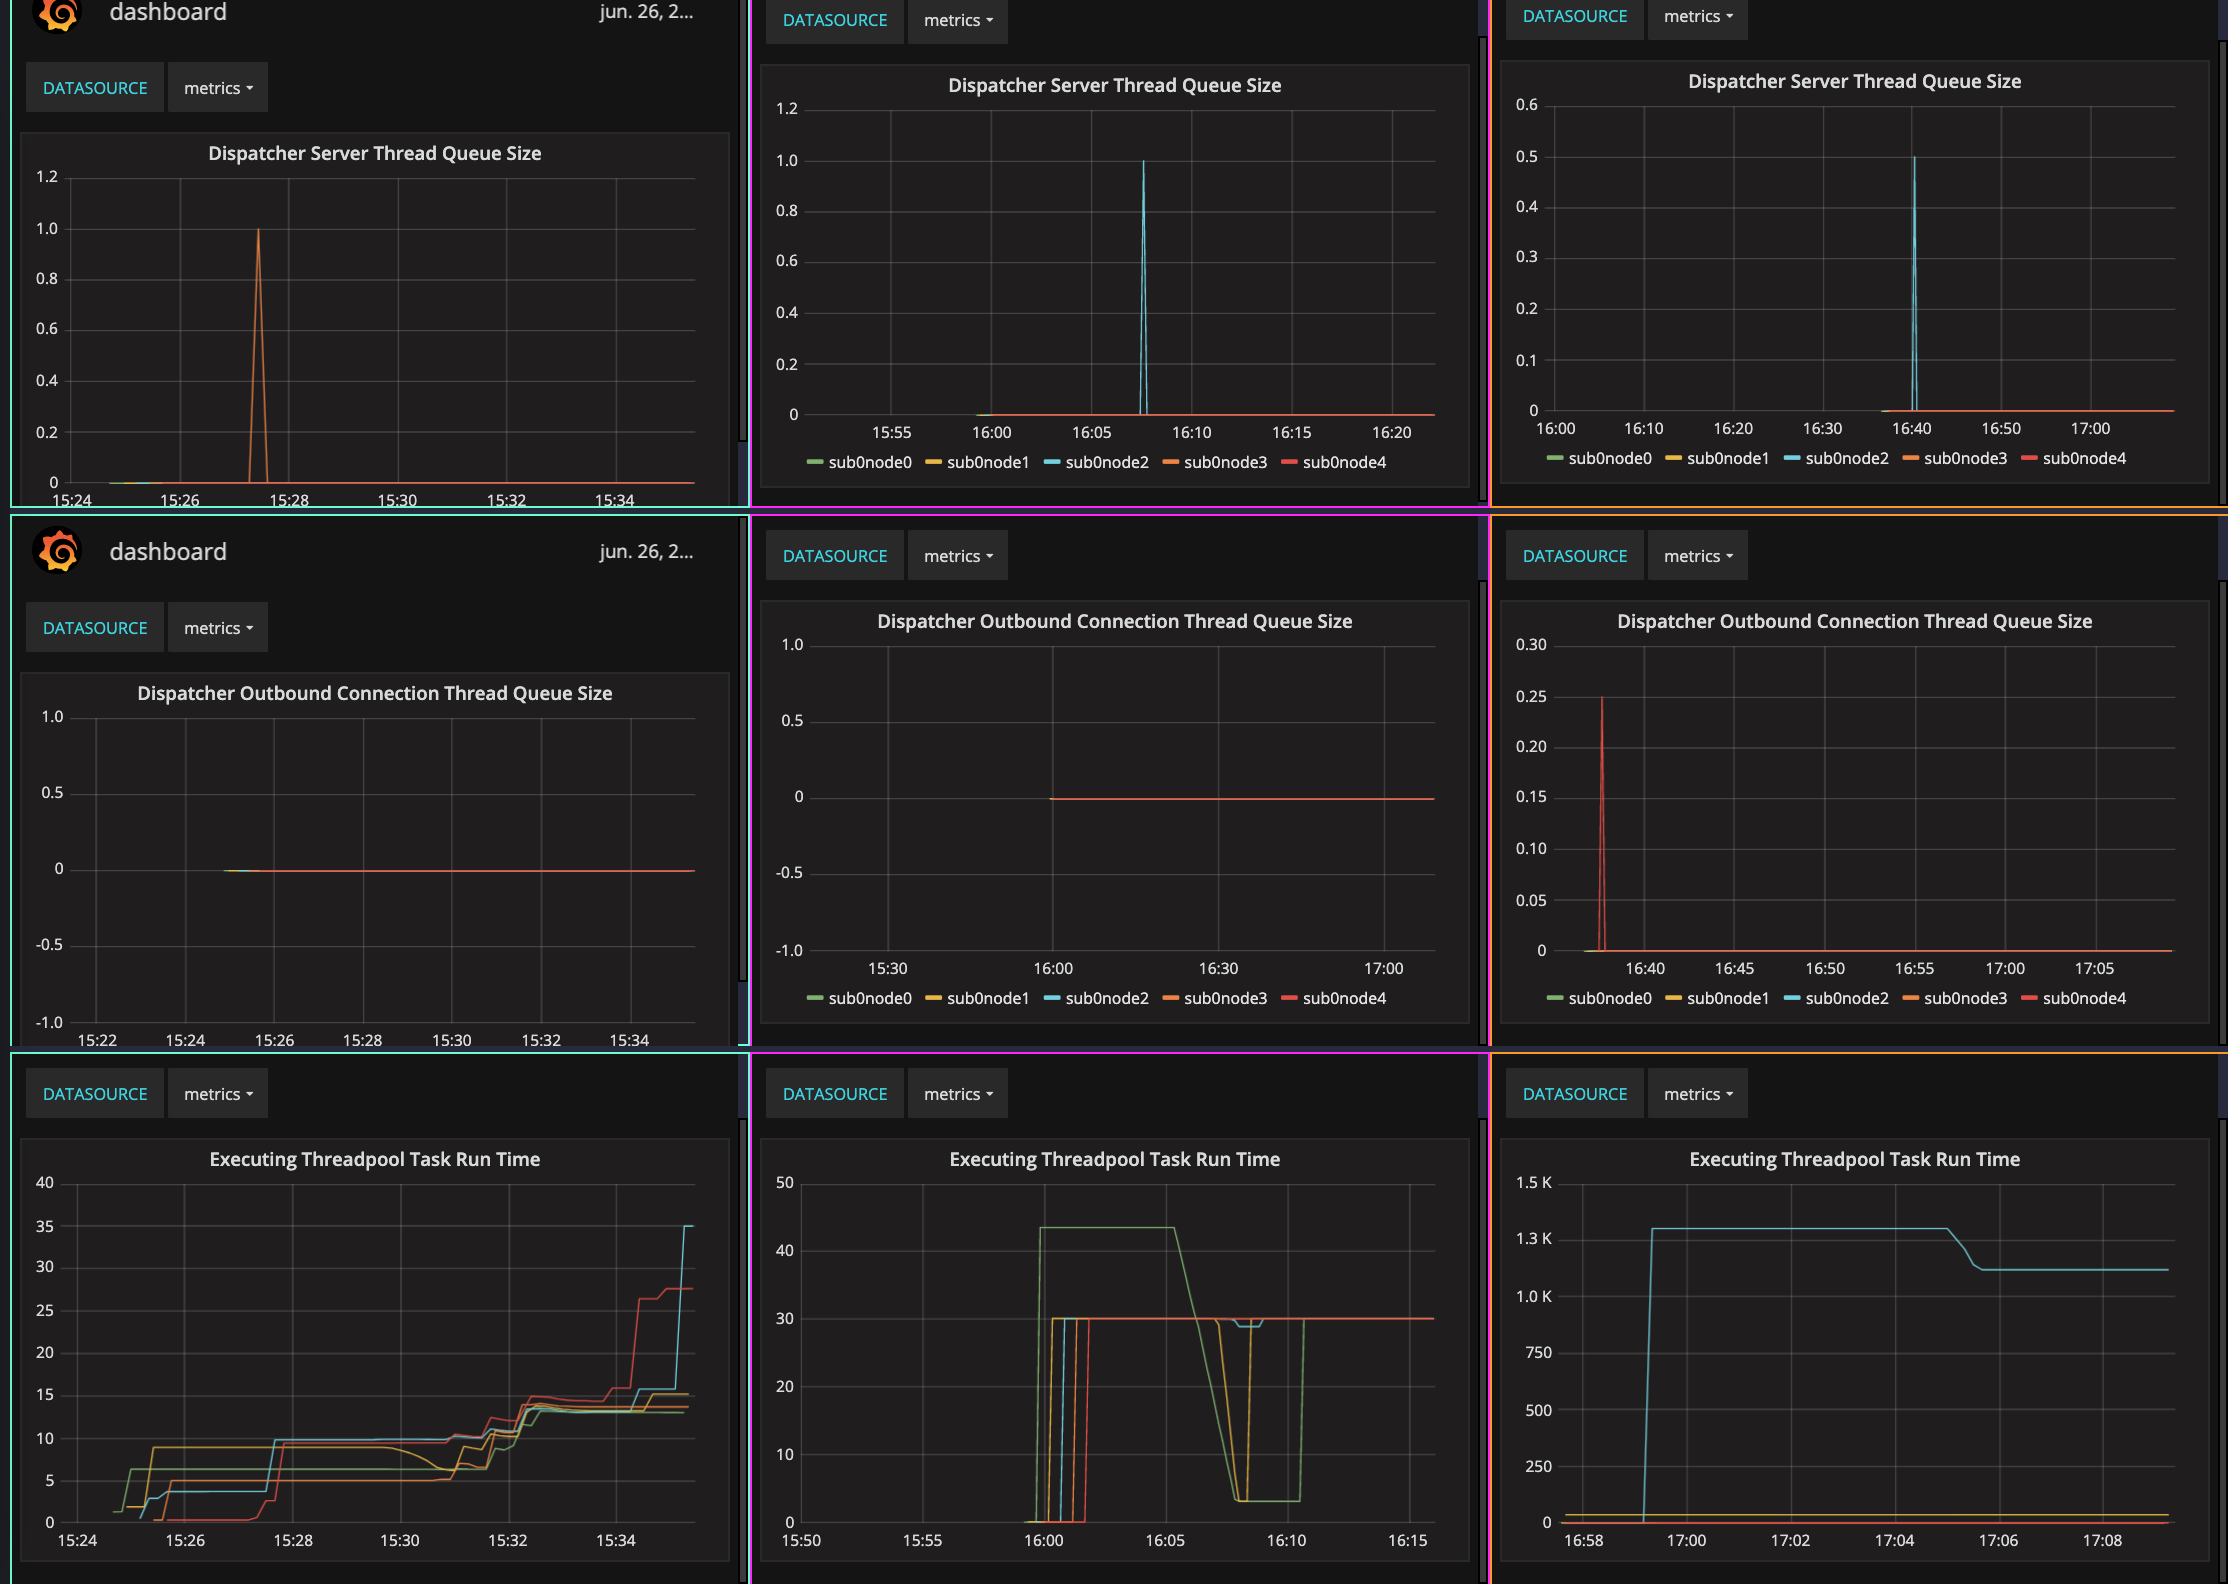 dashboard jun. 26, 2...
DATASOURCE metrics
Dispatcher Server Thread Queue Size
1.2
1.0
0.8
0.6
0.4
0.2
0
15:24 15:26 15:28 15:30 15:32 15:34
DATASOURCE metrics
Dispatcher Server Thread Queue Size
1.2
1.0
0.8
0.6
0.4
0.2
0
15:55 16:00 16:05 16:10 16:15 16:20
sub0node0 sub0node1 sub0node2 sub0node3 sub0node4
DATASOURCE metrics
Dispatcher Server Thread Queue Size
0.6
0.5
0.4
0.3
0.2
0.1
0
16:00 16:10 16:20 16:30 16:40 16:50 17:00
sub0node0 sub0node1 sub0node2 sub0node3 sub0node4
dashboard jun. 26, 2...
DATASOURCE metrics
Dispatcher Outbound Connection Thread Queue Size
1.0
0.5
0
-0.5
-1.0
15:22 15:24 15:26 15:28 15:30 15:32 15:34
DATASOURCE metrics
Dispatcher Outbound Connection Thread Queue Size
1.0
0.5
0
-0.5
-1.0
15:30 16:00 16:30 17:00
sub0node0 sub0node1 sub0node2 sub0node3 sub0node4
DATASOURCE metrics
Dispatcher Outbound Connection Thread Queue Size
0.30
0.25
0.20
0.15
0.10
0.05
0
16:40 16:45 16:50 16:55 17:00 17:05
sub0node0 sub0node1 sub0node2 sub0node3 sub0node4
DATASOURCE metrics
Executing Threadpool Task Run Time
40
35
30
25
20
15
10
5
0
15:24 15:26 15:28 15:30 15:32 15:34
DATASOURCE metrics
Executing Threadpool Task Run Time
50
40
30
20
10
0
15:50 15:55 16:00 16:05 16:10 16:15
DATASOURCE metrics
Executing Threadpool Task Run Time
1.5 K
1.3 K
1.0 K
750
500
250
0
16:58 17:00 17:02 17:04 17:06 17:08